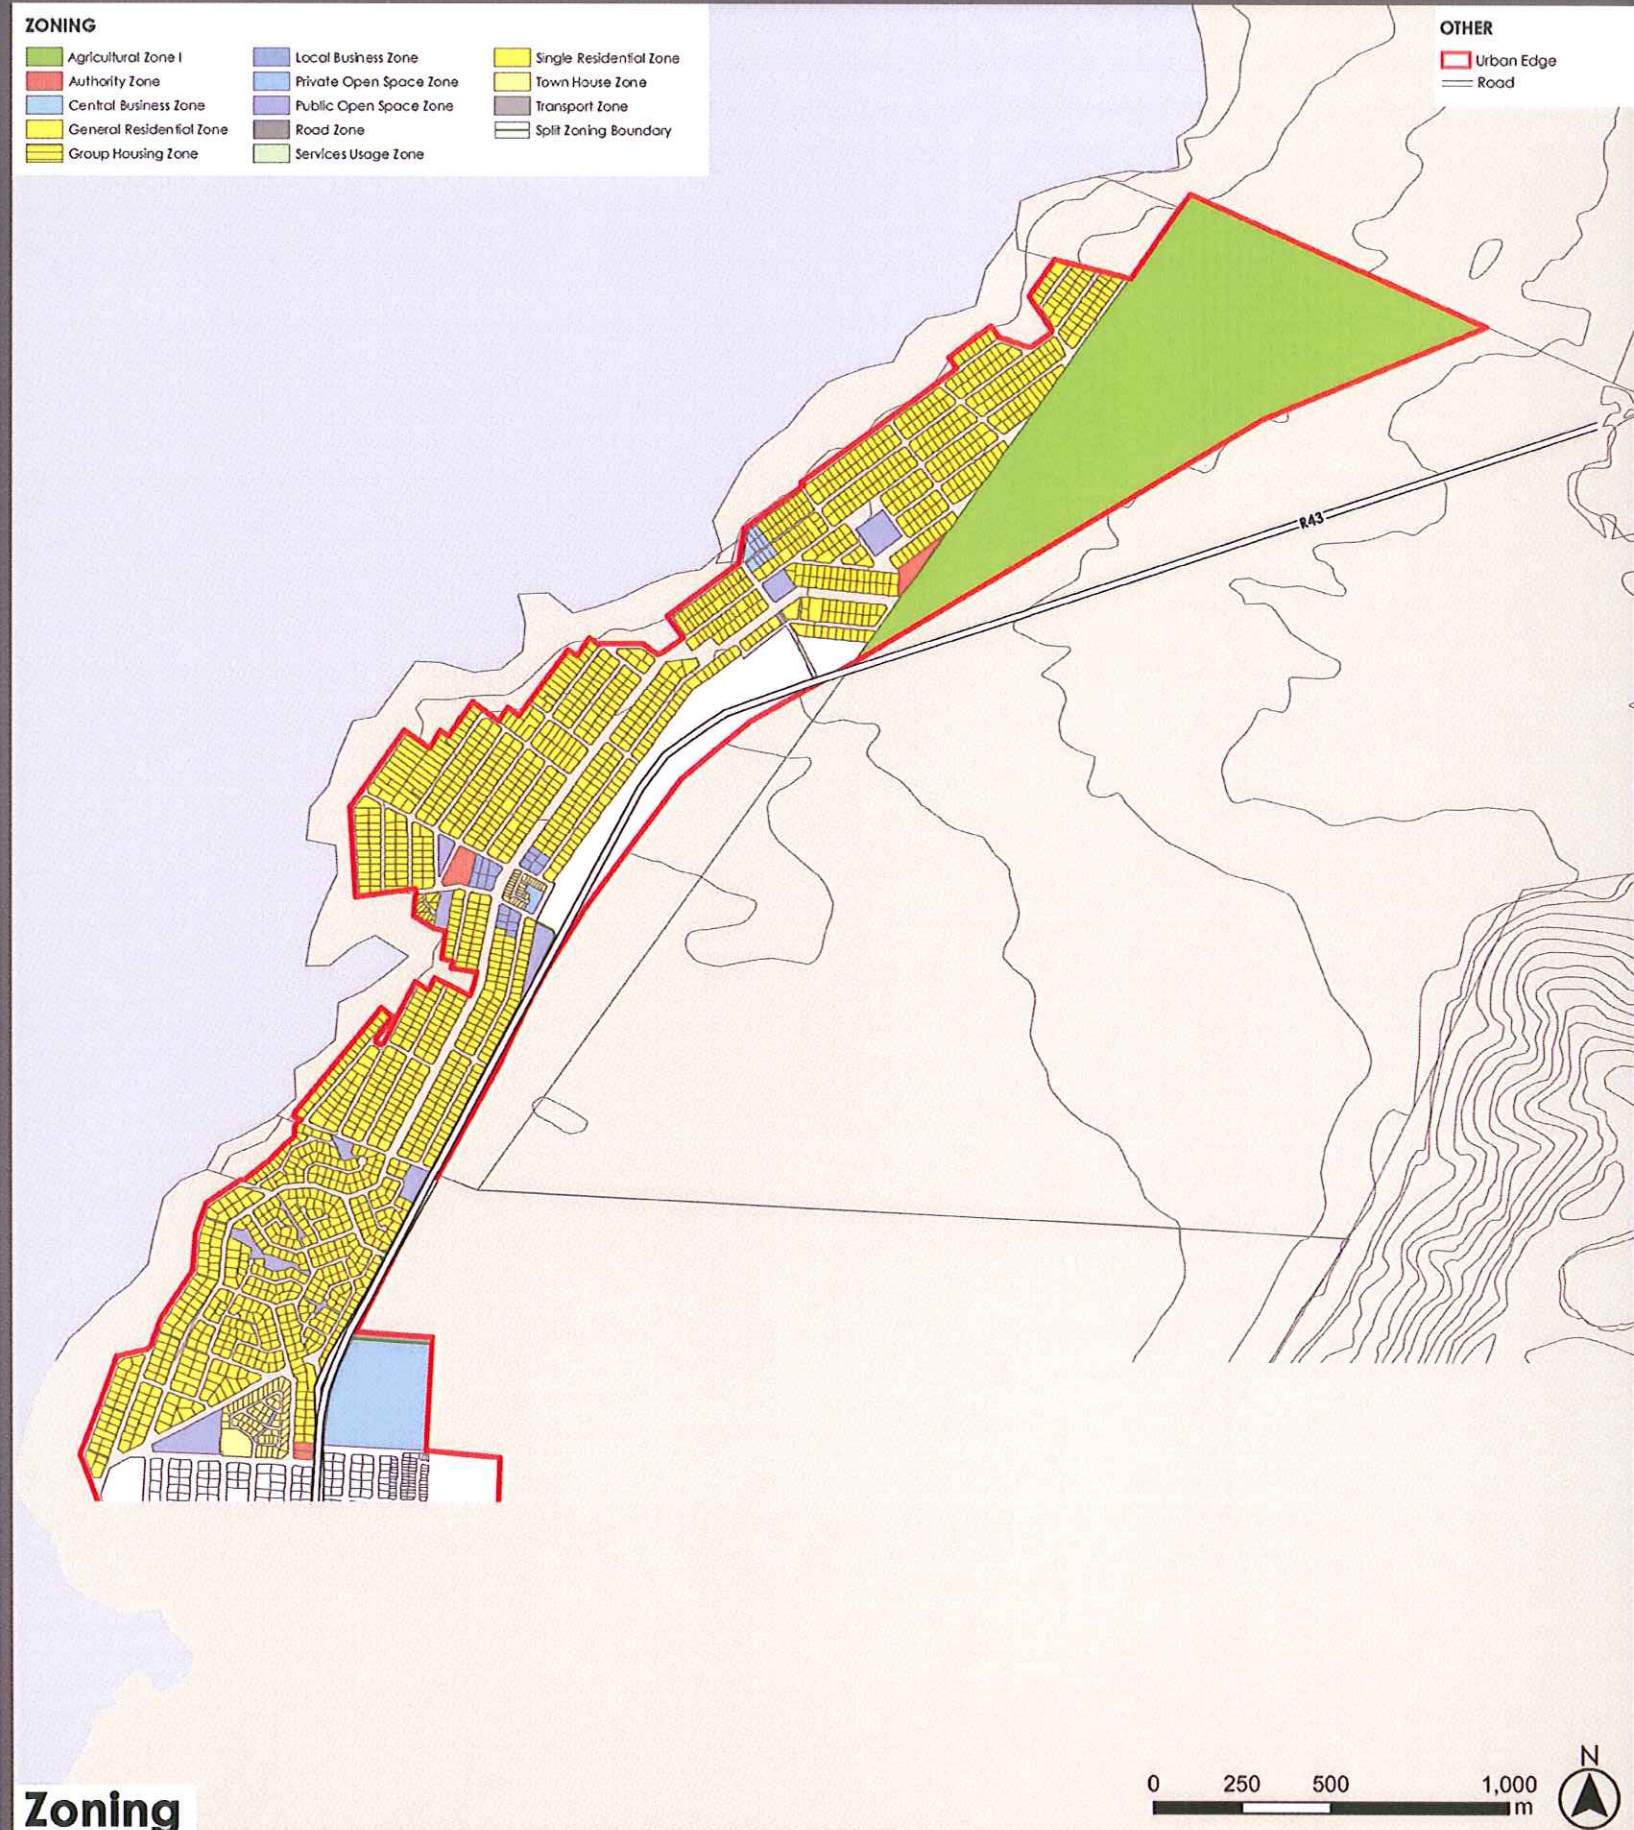 ZONING
Agricultural Zone I
Authority Zone
Central Business Zone
General Residential Zone
Group Housing Zone
Local Business Zone
Private Open Space Zone
Public Open Space Zone
Road Zone
Services Usage Zone
Single Residential Zone
Town House Zone
Transport Zone
Split Zoning Boundary
OTHER
Urban Edge
Road
R43
Zoning
0 250 500 1,000
m
N